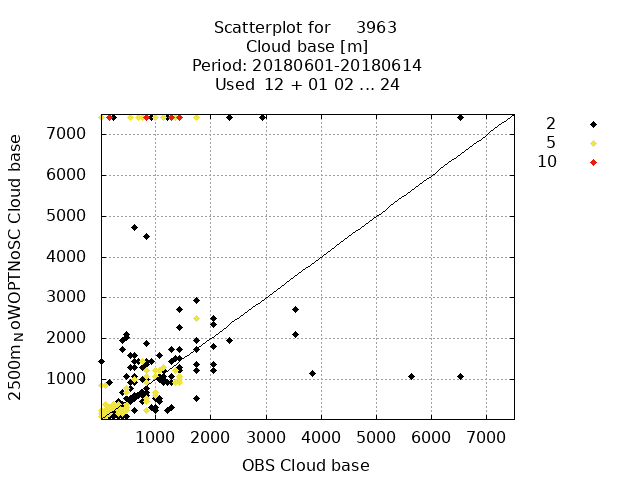 Scatterplot for 3963
Cloud base [m]
Period: 20180601-20180614
Used 12 + 01 02 ... 24
2
5
10
2500m_NoWOPTNoSC Cloud base
7000
6000
5000
4000
3000
2000
1000
1000 2000 3000 4000 5000 6000 7000
OBS Cloud base